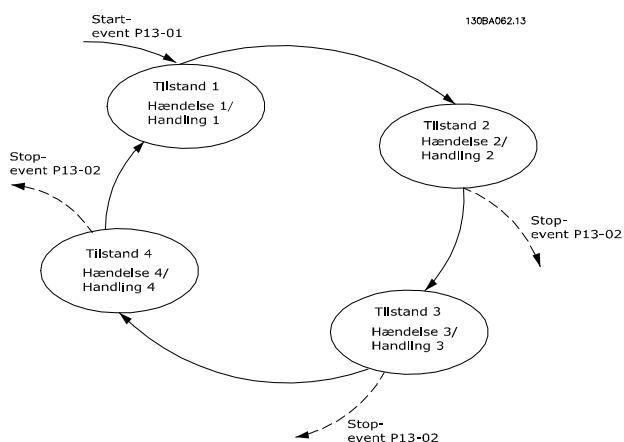 Start-
event P13-01
130BA062.13
Tilstand 1
Hændelse 1/
Handling 1
Tilstand 2
Hændelse 2/
Handling 2
Stop-
event P13-02
Stop-
event P13-02
Tilstand 4
Hændelse 4/
Handling 4
Tilstand 3
Hændelse 3/
Handling 3
Stop-
event P13-02